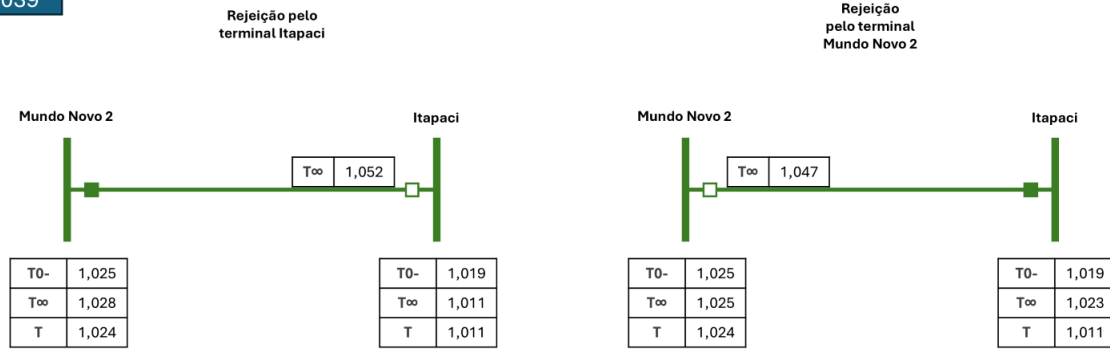 Rejeição pelo
terminal Itapaci
Mundo Novo 2
Itapaci
T∞ 1,052
T0- 1,025
T∞ 1,028
T 1,024
T0- 1,019
T∞ 1,011
T 1,011
Rejeição
pelo terminal
Mundo Novo 2
Mundo Novo 2
Itapaci
T∞ 1,047
T0- 1,025
T∞ 1,025
T 1,024
T0- 1,019
T∞ 1,023
T 1,011